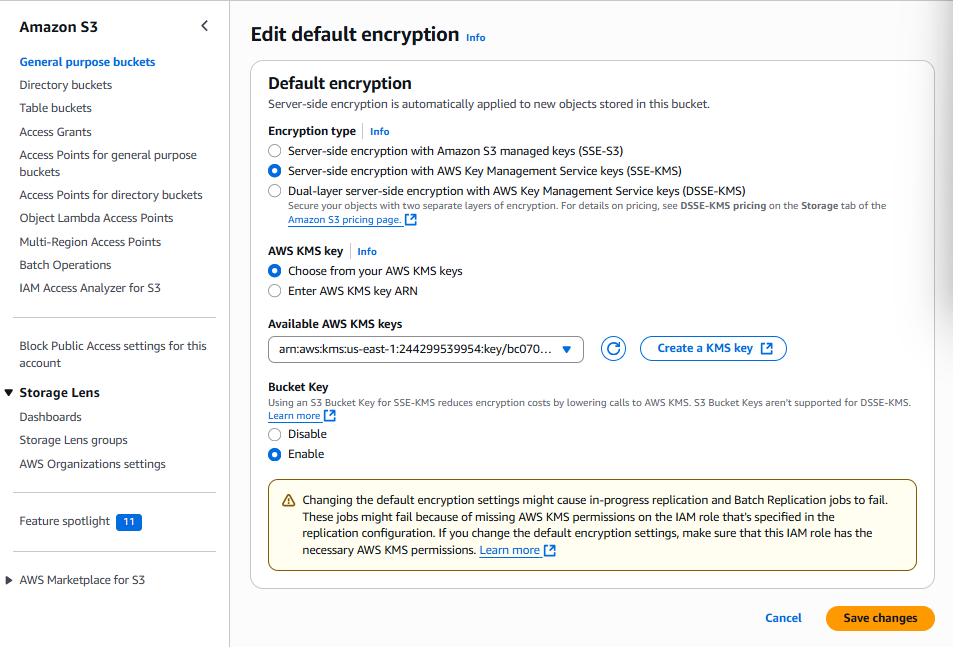 Amazon S3
General purpose buckets
Directory buckets
Table buckets
Access Grants
Access Points for general purpose
buckets
Access Points for directory buckets
Object Lambda Access Points
Multi-Region Access Points
Batch Operations
IAM Access Analyzer for S3
Block Public Access settings for this
account
Storage Lens
Dashboards
Storage Lens groups
AWS Organizations settings
Feature spotlight 11
AWS Marketplace for S3
Edit default encryption Info
Default encryption
Server-side encryption is automatically applied to new objects stored in this bucket.
Encryption type Info
Server-side encryption with Amazon S3 managed keys (SSE-S3)
Server-side encryption with AWS Key Management Service keys (SSE-KMS)
Dual-layer server-side encryption with AWS Key Management Service keys (DSSE-KMS)
Secure your objects with two separate layers of encryption. For details on pricing, see DSSE-KMS pricing on the Storage tab of the
Amazon S3 pricing page.
AWS KMS key Info
Choose from your AWS KMS keys
Enter AWS KMS key ARN
Available AWS KMS keys
arn:aws:kms:us-east-1:244299539954:key/bc070...
Create a KMS key
Bucket Key
Using an S3 Bucket Key for SSE-KMS reduces encryption costs by lowering calls to AWS KMS. S3 Bucket Keys aren't supported for DSSE-KMS.
Learn more
Disable
Enable
Changing the default encryption settings might cause in-progress replication and Batch Replication jobs to fail.
These jobs might fail because of missing AWS KMS permissions on the IAM role that's specified in the
replication configuration. If you change the default encryption settings, make sure that this IAM role has the
necessary AWS KMS permissions. Learn more
Cancel
Save changes